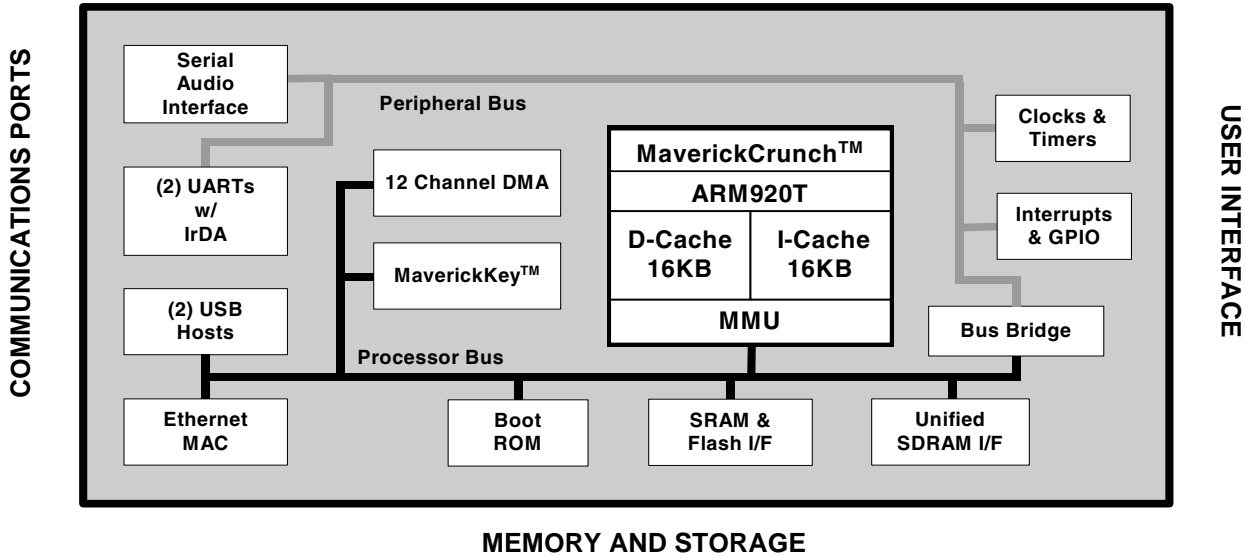 COMMUNICATIONS PORTS
Serial
Audio
Interface
Peripheral Bus
(2) UARTs
w/
IrDA
12 Channel DMA
MaverickKey™
(2) USB
Hosts
Processor Bus
Ethernet
MAC
Boot
ROM
SRAM &
Flash I/F
Unified
SDRAM I/F
MaverickCrunch™
ARM920T
D-Cache
16KB
I-Cache
16KB
MMU
Clocks &
Timers
Interrupts
& GPIO
Bus Bridge
USER INTERFACE
MEMORY AND STORAGE